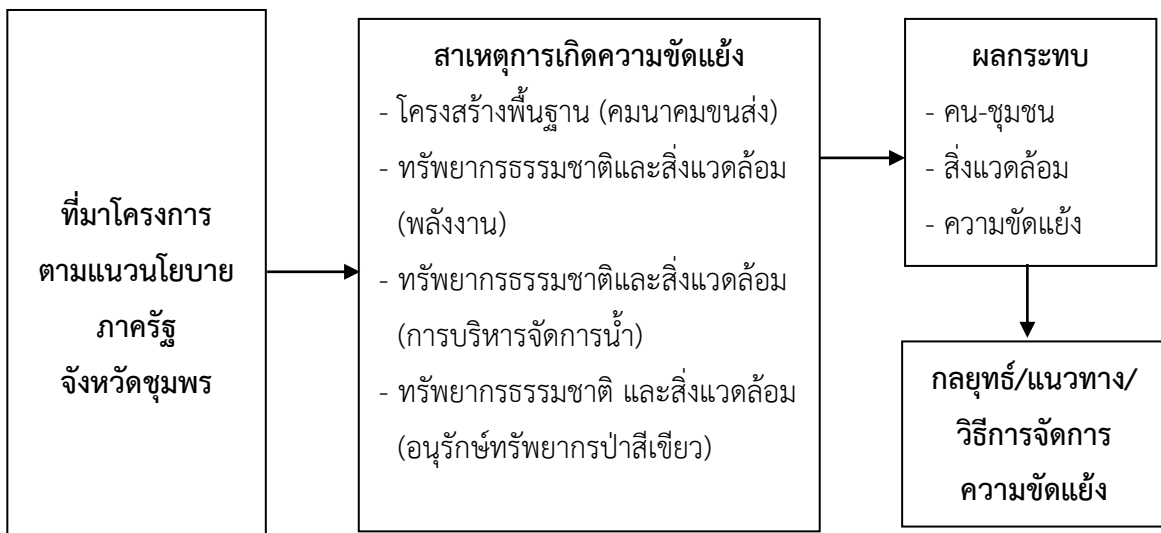 ที่มาโครงการ
ตามแนวนโยบาย
ภาครัฐ
จังหวัดชุมพร
สาเหตุการเกิดความขัดแย้ง
- โครงสร้างพื้นฐาน (คมนาคมขนส่ง)
- ทรัพยากรธรรมชาติและสิ่งแวดล้อม
(พลังงาน)
- ทรัพยากรธรรมชาติและสิ่งแวดล้อม
(การบริหารจัดการน้ำ)
- ทรัพยากรธรรมชาติ และสิ่งแวดล้อม
(อนุรักษ์ทรัพยากรป่าสีเขียว)
ผลกระทบ
- คน-ชุมชน
- สิ่งแวดล้อม
- ความขัดแย้ง
กลยุทธ์/แนวทาง/
วิธีการจัดการ
ความขัดแย้ง